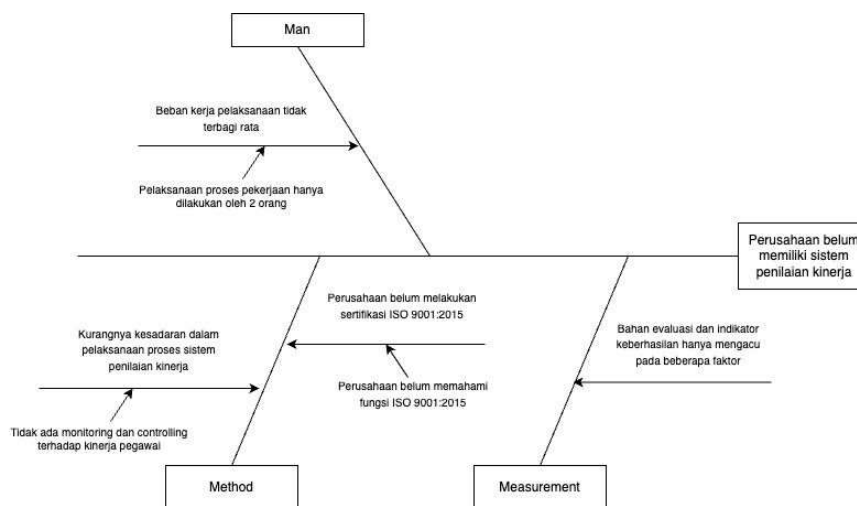 Man
Beban kerja pelaksanaan tidak
terbagi rata
Pelaksanaan proses pekerjaan hanya
dilakukan oleh 2 orang
Perusahaan belum
memiliki sistem
penilaian kinerja
Perusahaan belum melakukan
sertifikasi ISO 9001:2015
Perusahaan belum memahami
fungsi ISO 9001:2015
Kurangnya kesadaran dalam
pelaksanaan proses sistem
penilaian kinerja
Tidak ada monitoring dan controlling
terhadap kinerja pegawai
Bahan evaluasi dan indikator
keberhasilan hanya mengacu
pada beberapa faktor
Method
Measurement